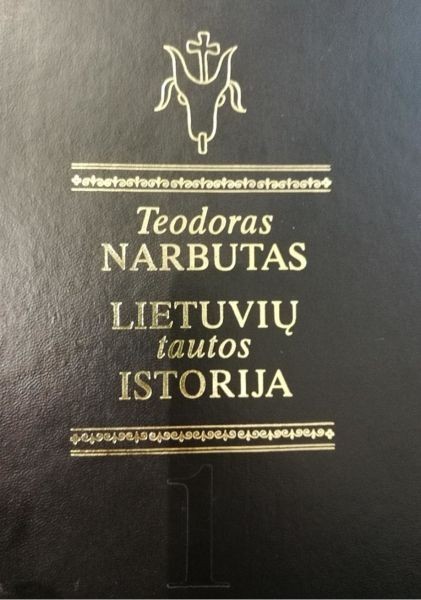 Teodoras
NARBUTAS
LIETUVIŲ
tautos
ISTORIJA
1